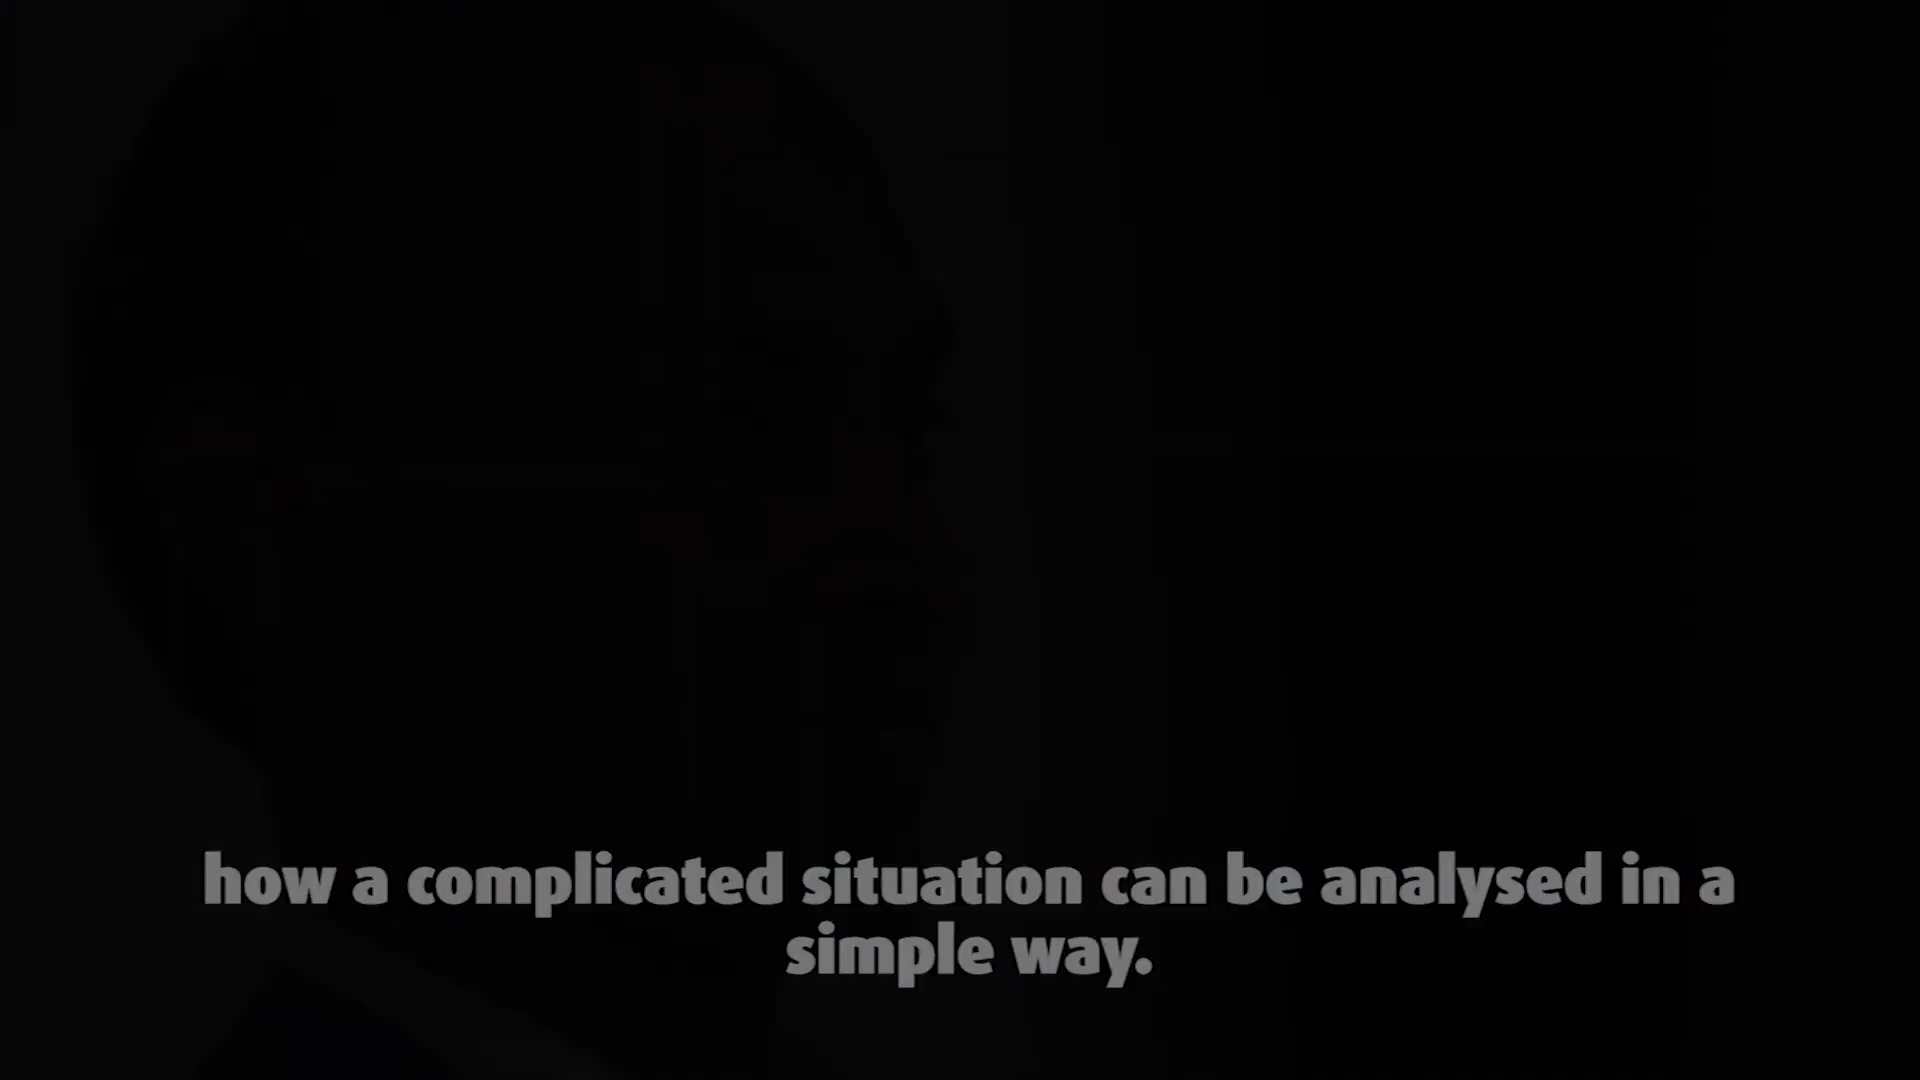 how a complicated situation can be analysed in a
simple way.